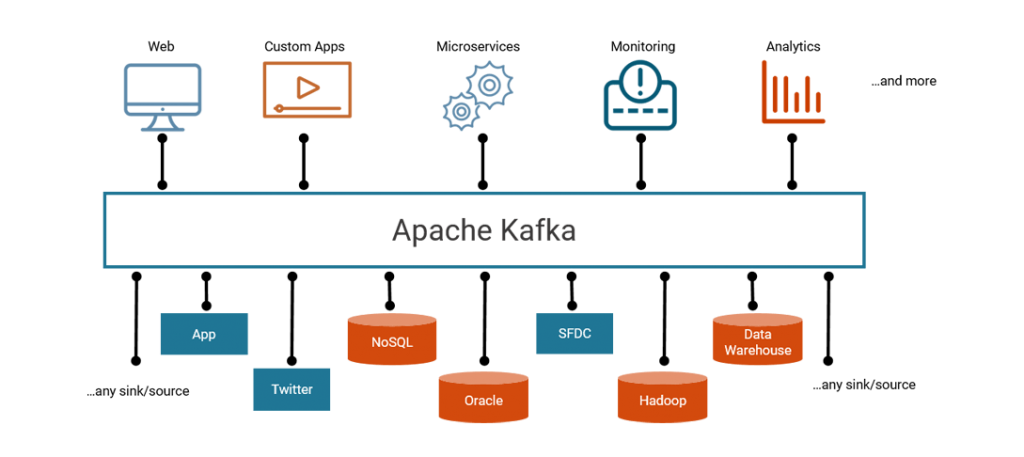 Web
Custom Apps
Microservices
Monitoring
Analytics
...and more
Apache Kafka
App
NoSQL
SFDC
Data
Warehouse
...any sink/source
Twitter
Oracle
Hadoop
...any sink/source